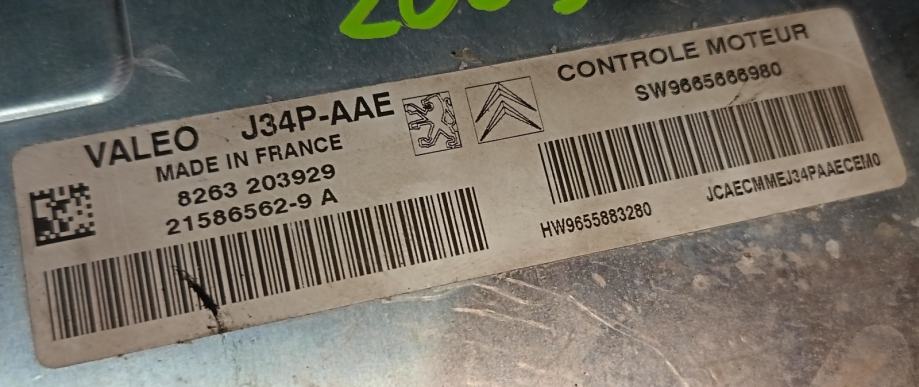 VALEO J34P-AAE
MADE IN FRANCE
8263 203929
21586562-9 A
CONTROLE MOTEUR
SW9665666980
HW9655883280
JCAECMMEJ34PAAECEM0